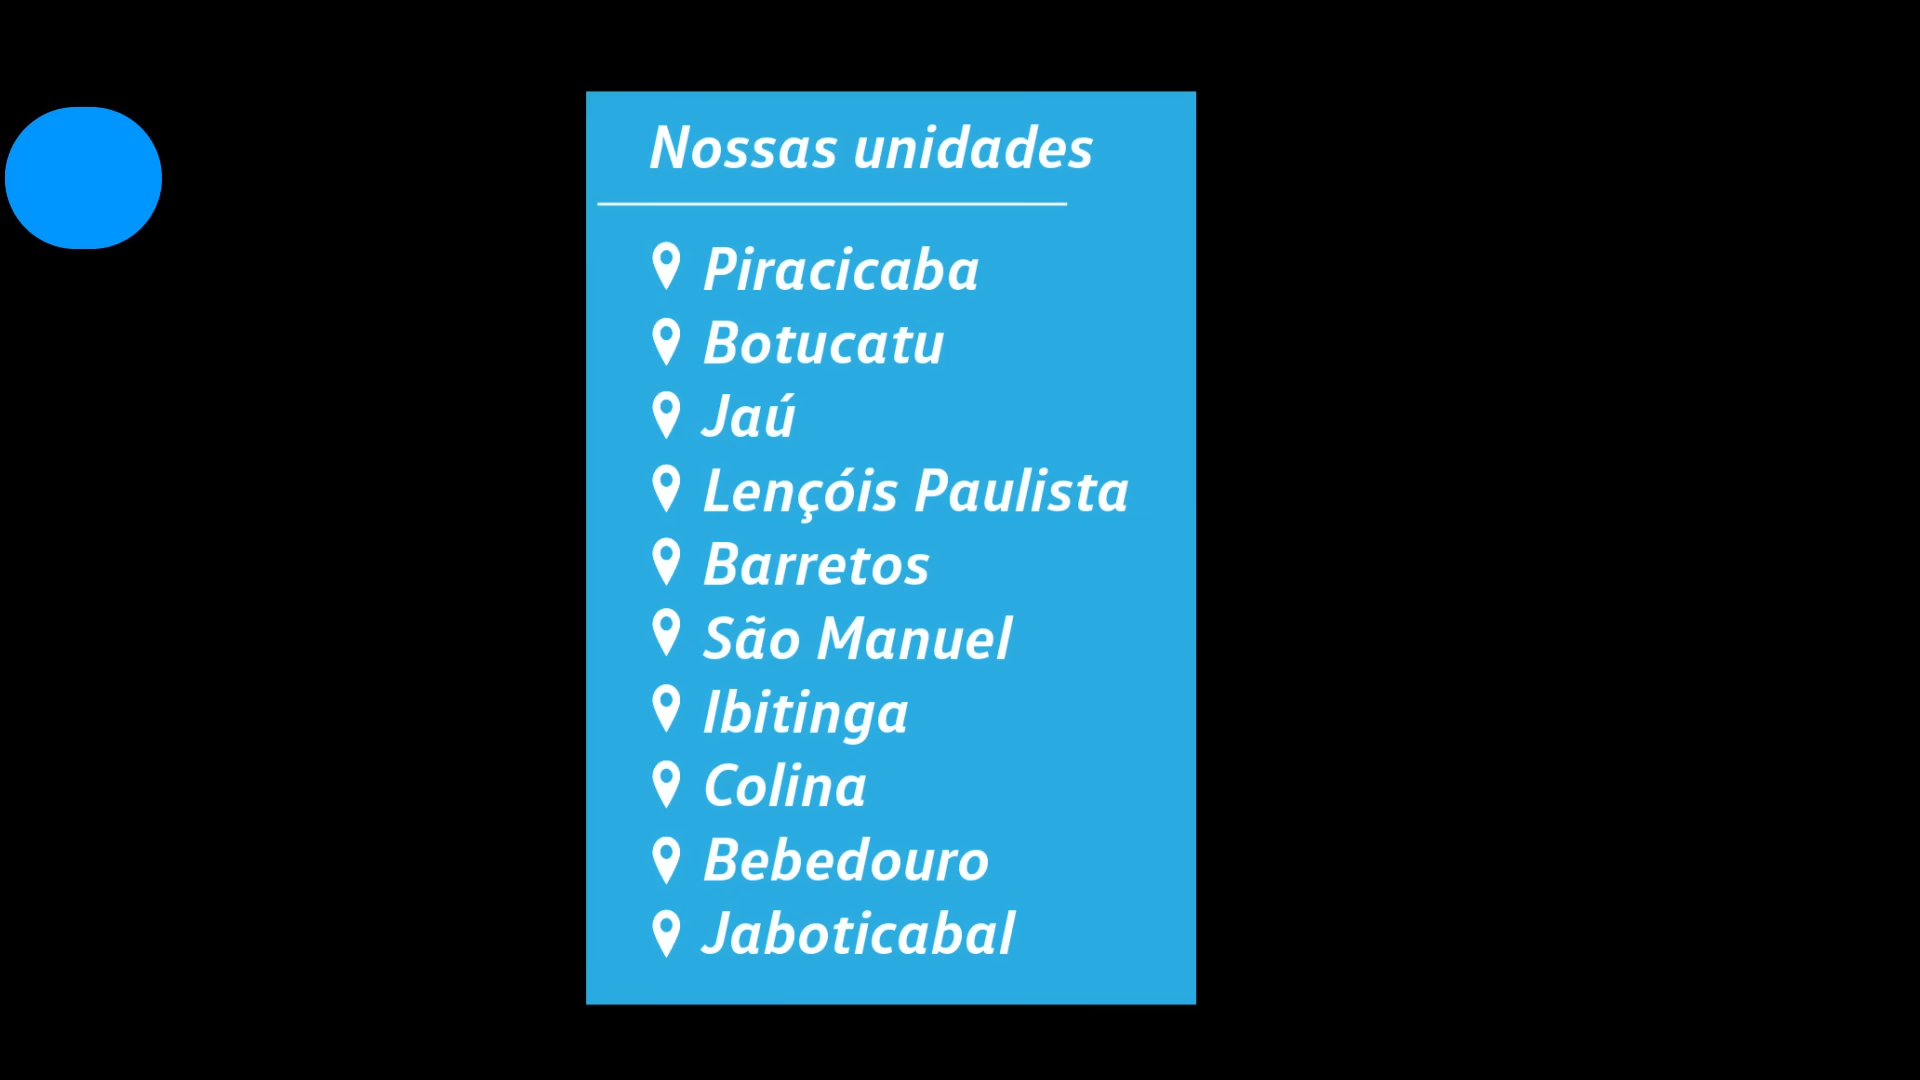 Nossas unidades
Piracicaba
Botucatu
Jaú
Lençóis Paulista
Barretos
São Manuel
Ibitinga
Colina
Bebedouro
Jaboticabal